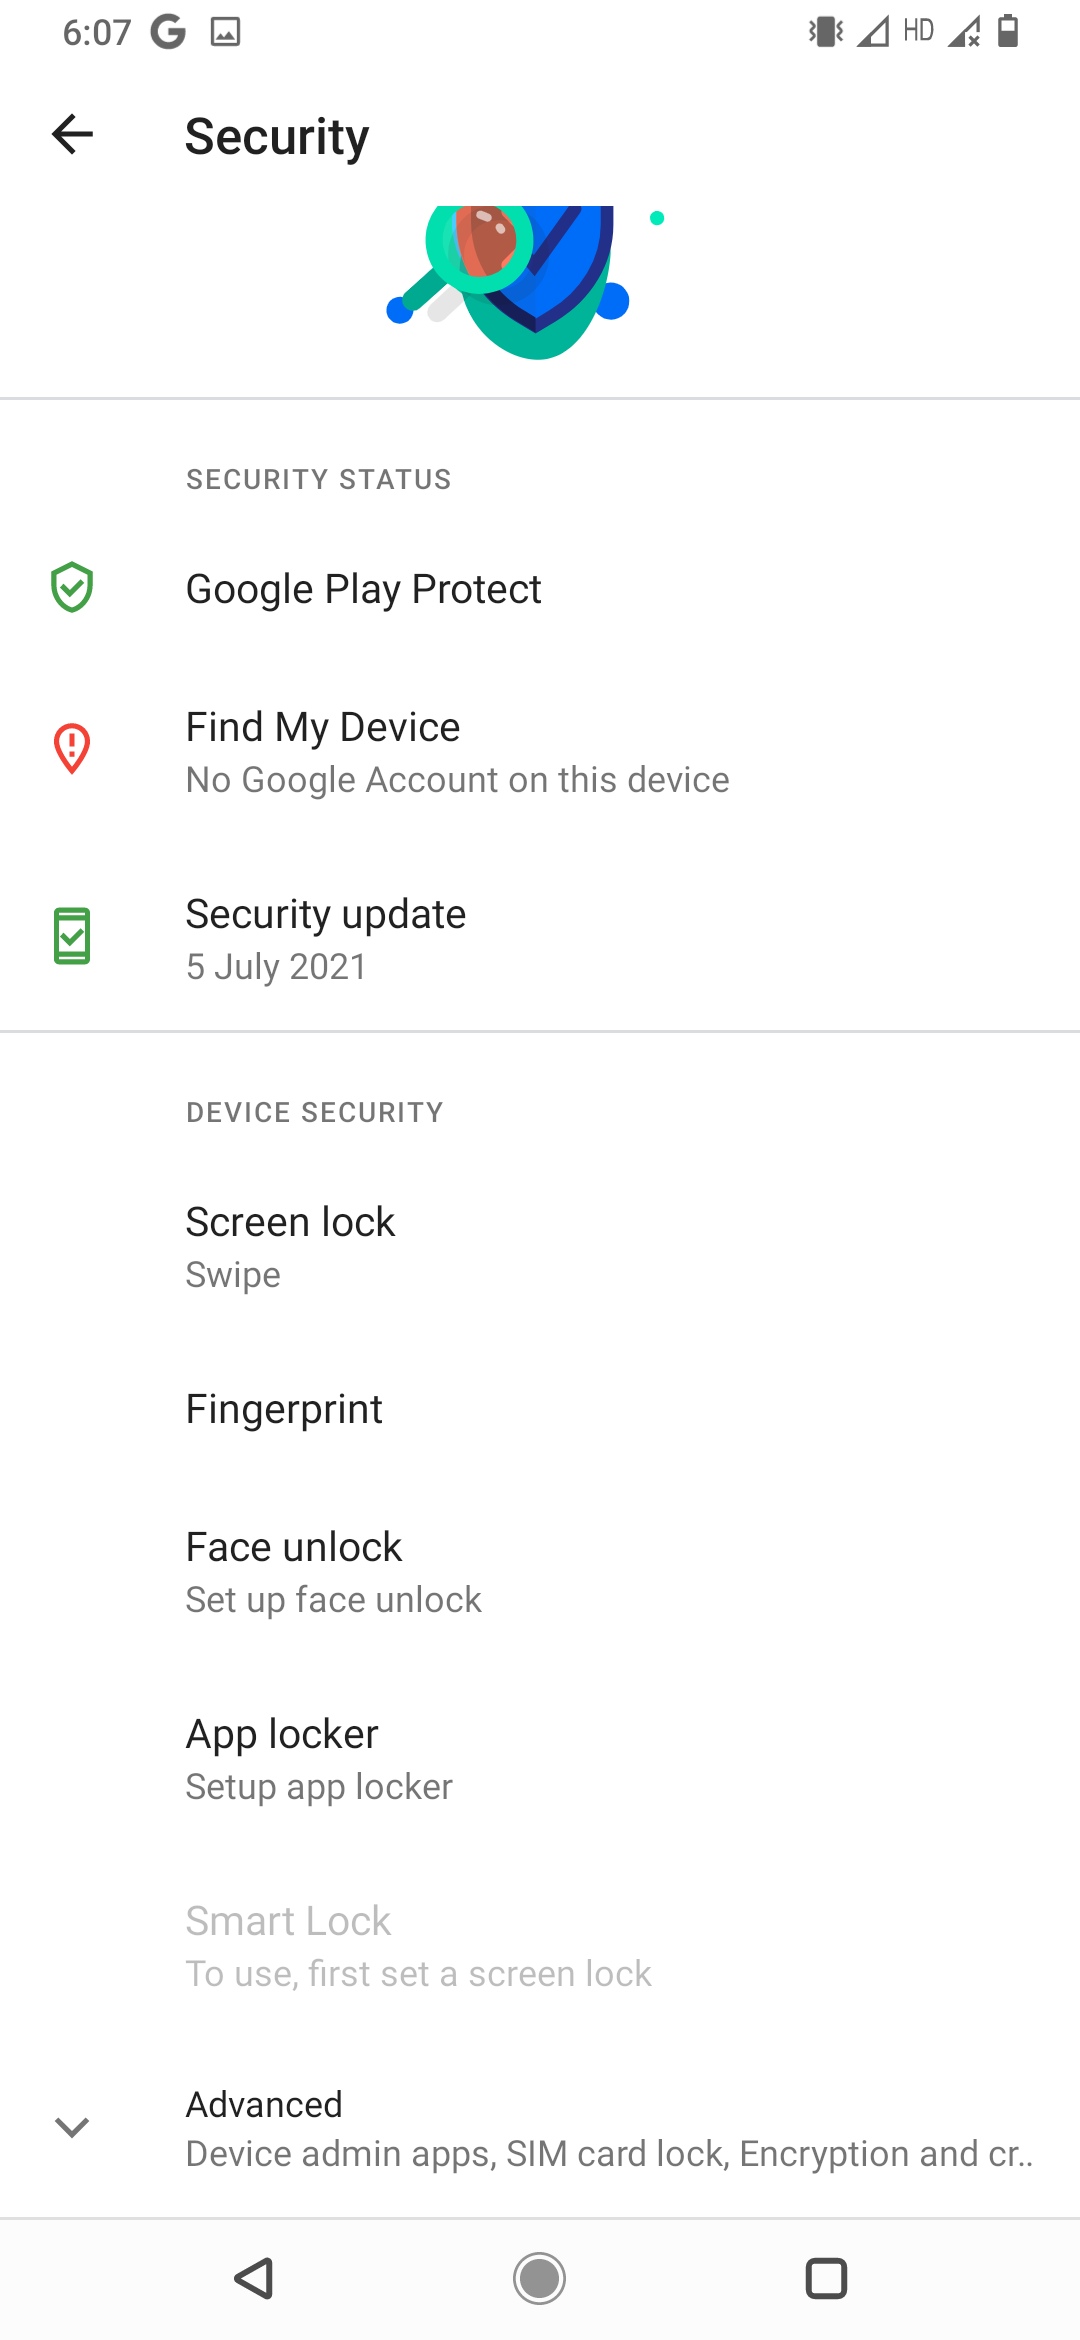 6:07
HD
Security
SECURITY STATUS
Google Play Protect
Find My Device
No Google Account on this device
Security update
5 July 2021
DEVICE SECURITY
Screen lock
Swipe
Fingerprint
Face unlock
Set up face unlock
App locker
Setup app locker
Smart Lock
To use, first set a screen lock
Advanced
Device admin apps, SIM card lock, Encryption and cr..